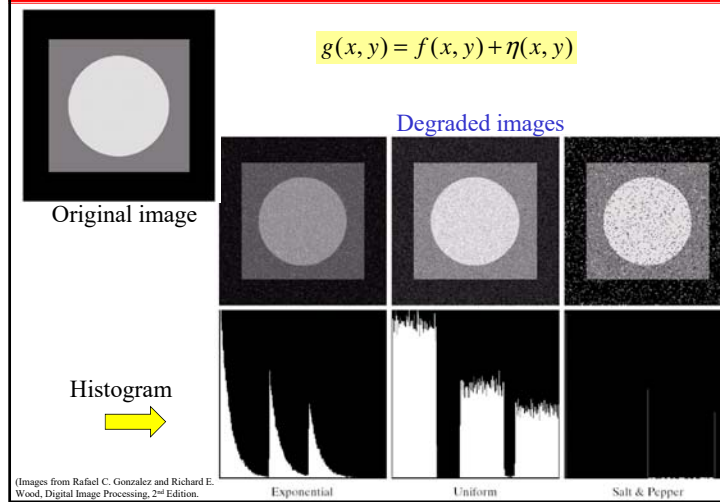 g(x, y) = f(x, y) + η(x, y)
Degraded images
Original image
Histogram
(Images from Rafael C. Gonzalez and Richard E.
Wood, Digital Image Processing, 2nd Edition.
Exponential
Uniform
Salt & Pepper